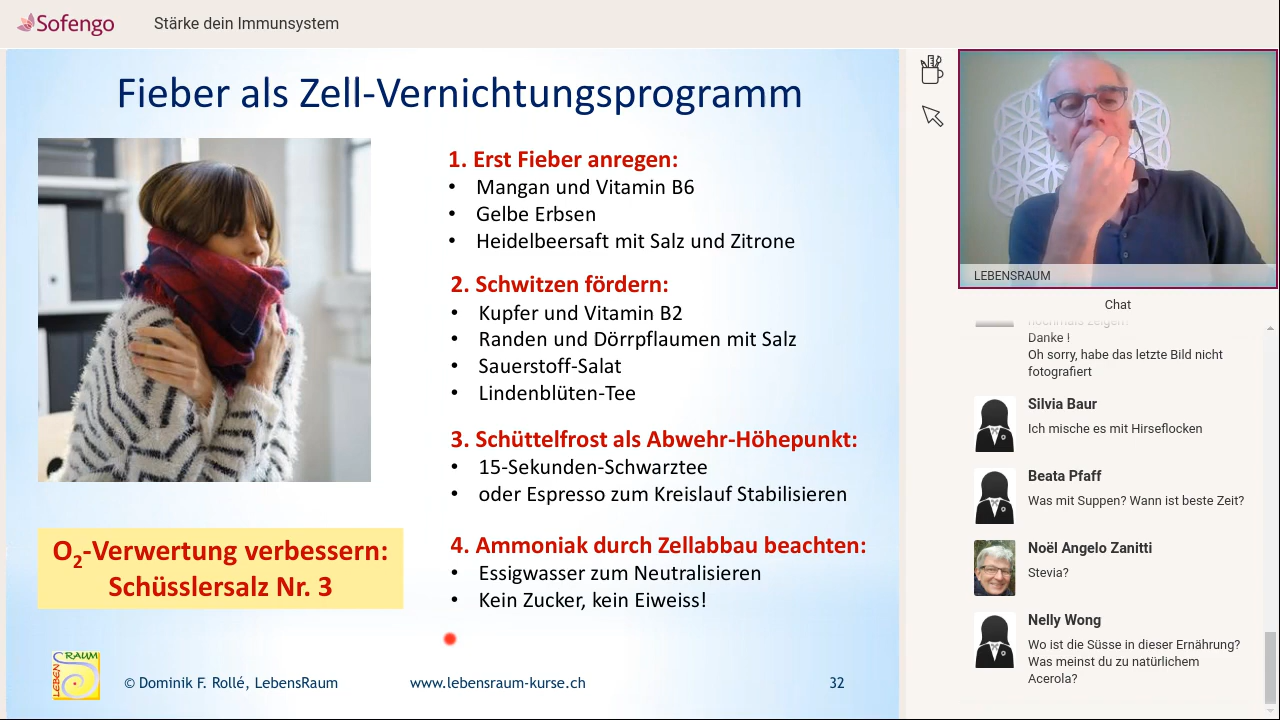 Sofengo
Stärke dein Immunsystem
Fieber als Zell-Vernichtungsprogramm
1. Erst Fieber anregen:
• Mangan und Vitamin B6
• Gelbe Erbsen
• Heidelbeersaft mit Salz und Zitrone
2. Schwitzen fördern:
• Kupfer und Vitamin B2
• Randen und Dörrpflaumen mit Salz
• Sauerstoff-Salat
• Lindenblüten-Tee
3. Schüttelfrost als Abwehr-Höhepunkt:
• 15-Sekunden-Schwarztee
• oder Espresso zum Kreislauf Stabilisieren
4. Ammoniak durch Zellabbau beachten:
• Essigwasser zum Neutralisieren
• Kein Zucker, kein Eiweiss!
O2-Verwertung verbessern:
Schüsslersalz Nr. 3
LEBENSRAUM
© Dominik F. Rollé, LebensRaum
www.lebensraum-kurse.ch
32
LEBENSRAUM
Chat
nochmals zeigen?
Danke !
Oh sorry, habe das letzte Bild nicht
fotografiert
Silvia Baur
Ich mische es mit Hirseflocken
Beata Pfaff
Was mit Suppen? Wann ist beste Zeit?
Noël Angelo Zanitti
Stevia?
Nelly Wong
Wo ist die Süsse in dieser Ernährung?
Was meinst du zu natürlichem
Acerola?